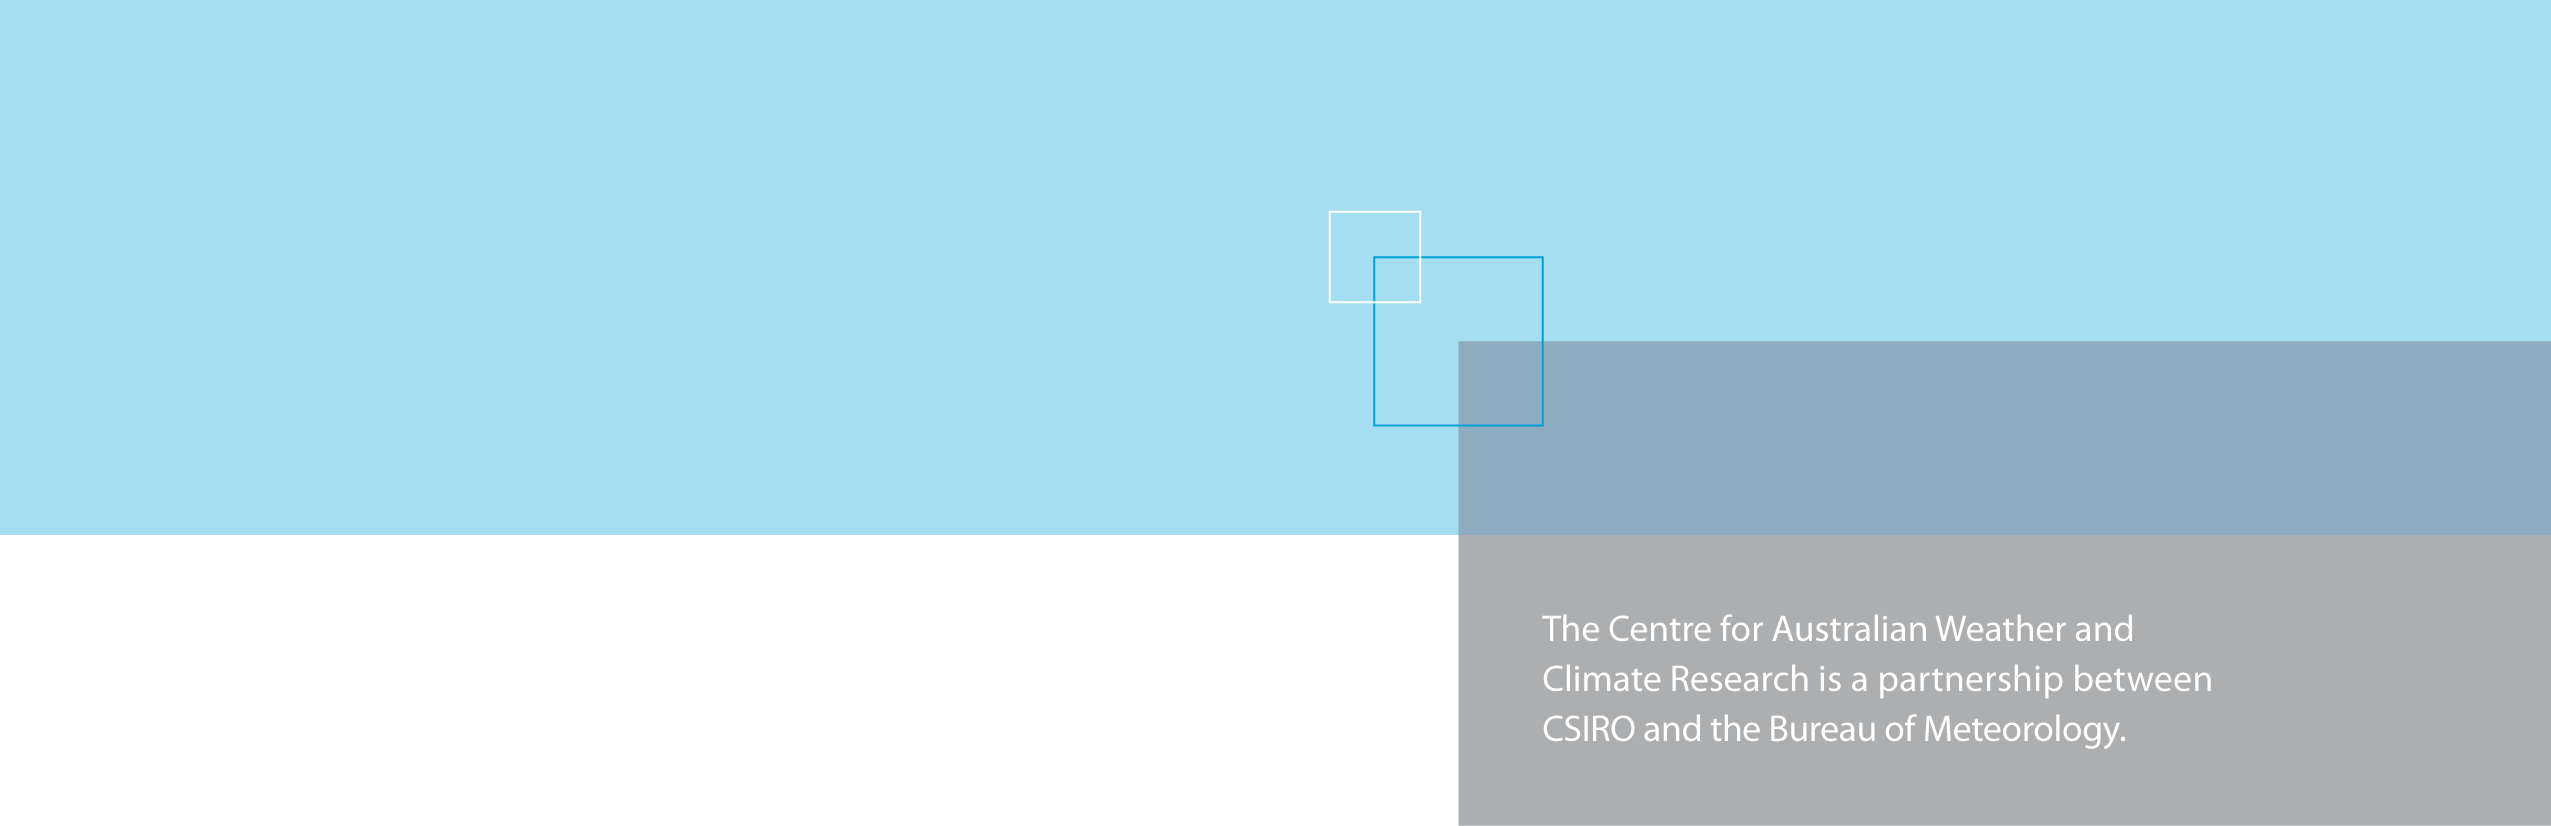 The Centre for Australian Weather and
Climate Research is a partnership between
CSIRO and the Bureau of Meteorology.